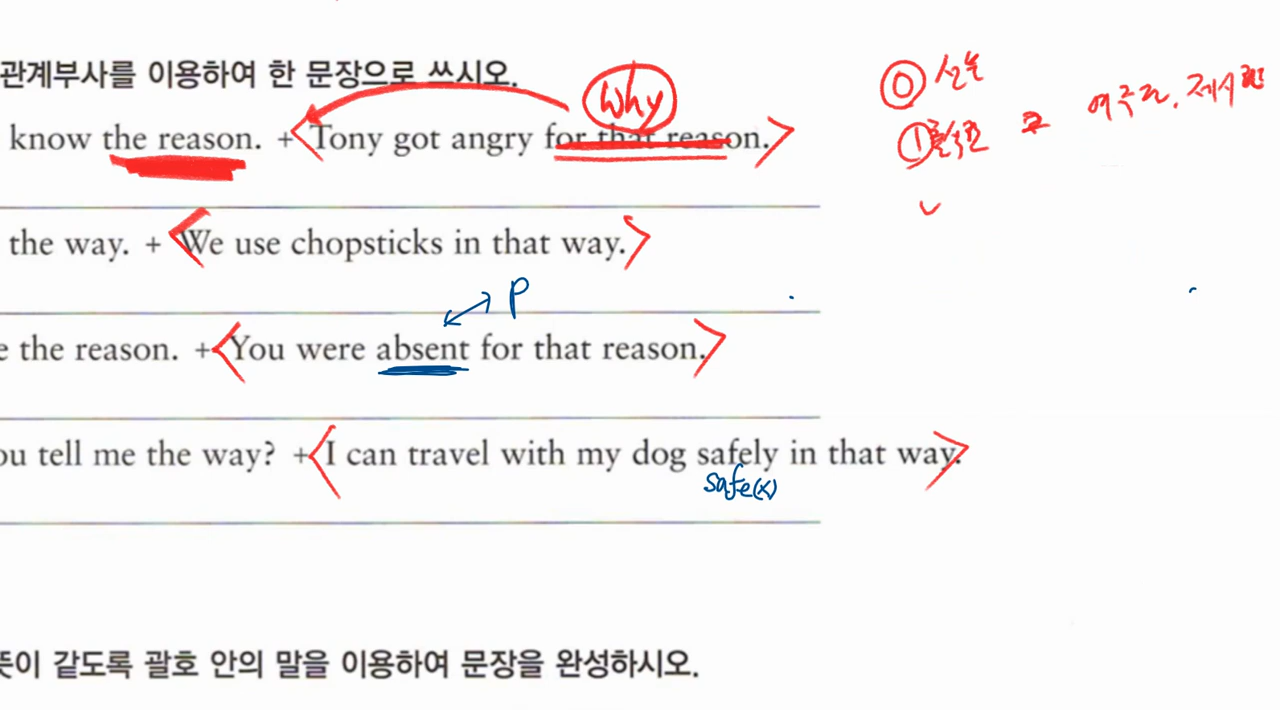 관계부사를 이용하여 한 문장으로 쓰시오.
why
know the reason. + Tony got angry for that reason.
the way. + We use chopsticks in that way.
P
e the reason. + You were absent for that reason.
ou tell me the way? + I can travel with my dog safely in that way.
safe(x)
뜻이 같도록 괄호 안의 말을 이용하여 문장을 완성하시오.